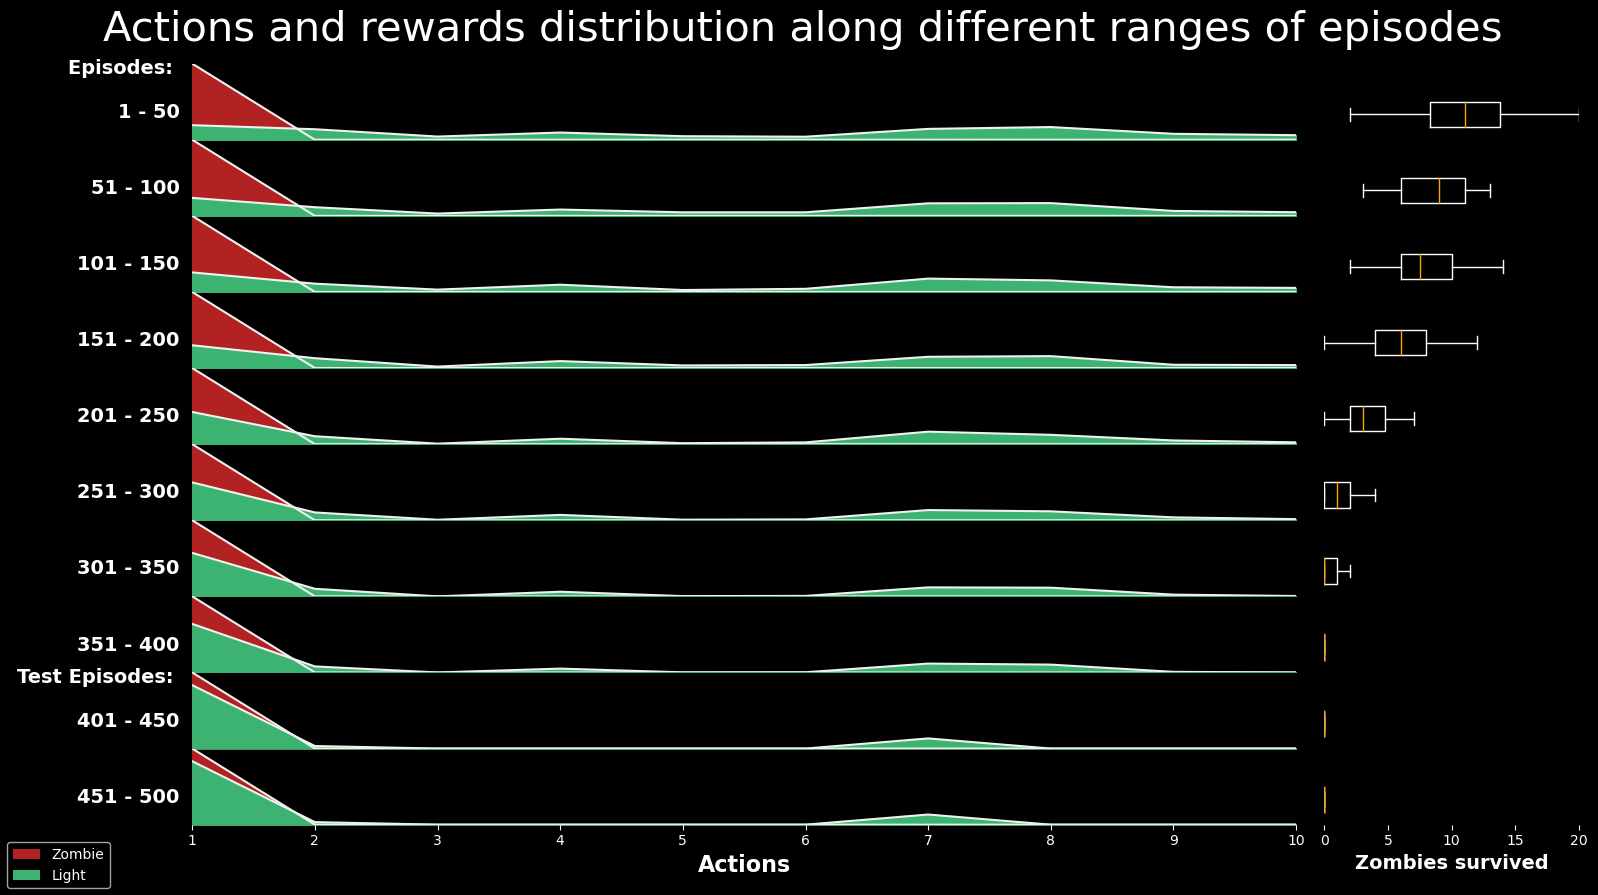 Actions and rewards distribution along different ranges of episodes
Episodes:
1 - 50
51 - 100
101 - 150
151 - 200
201 - 250
251 - 300
301 - 350
351 - 400
Test Episodes:
401 - 450
451 - 500
1 2 3 4 5 6 7 8 9 10
0 5 10 15 20
Actions
Zombies survived
Zombie
Light